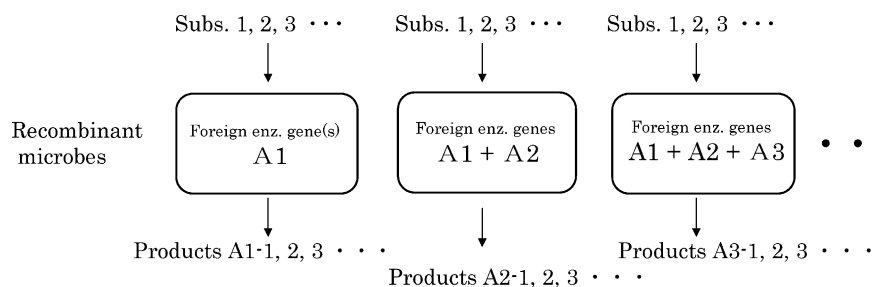 Subs. 1, 2, 3 ・・・
Subs. 1, 2, 3 ・・・
Subs. 1, 2, 3 ・・・
Recombinant
microbes
Foreign enz. gene(s)
A1
Foreign enz. genes
A1 + A2
Foreign enz. genes
A1 + A2 + A3
• •
Products A1-1, 2, 3 ・・・
Products A2-1, 2, 3 ・・・
Products A3-1, 2, 3 ・・・